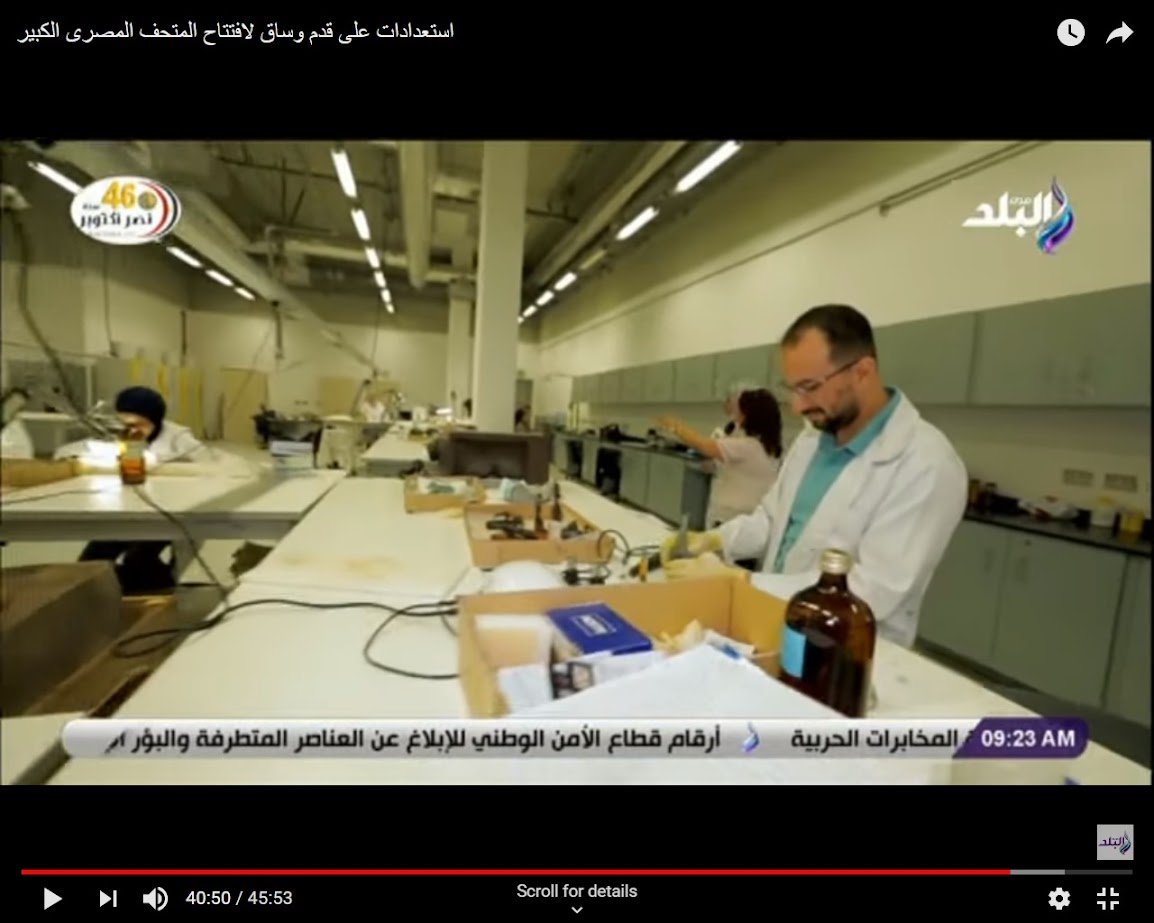 استعدادات على قدم وساق لافتتاح المتحف المصرى الكبير
46
سنة
نصر أكتوبر
صدى
البلد
المخابرات الحربية
أرقام قطاع الأمن الوطني للإبلاغ عن العناصر المتطرفة والبؤر
09:23 AM
البلد
40:50 / 45:53
Scroll for details